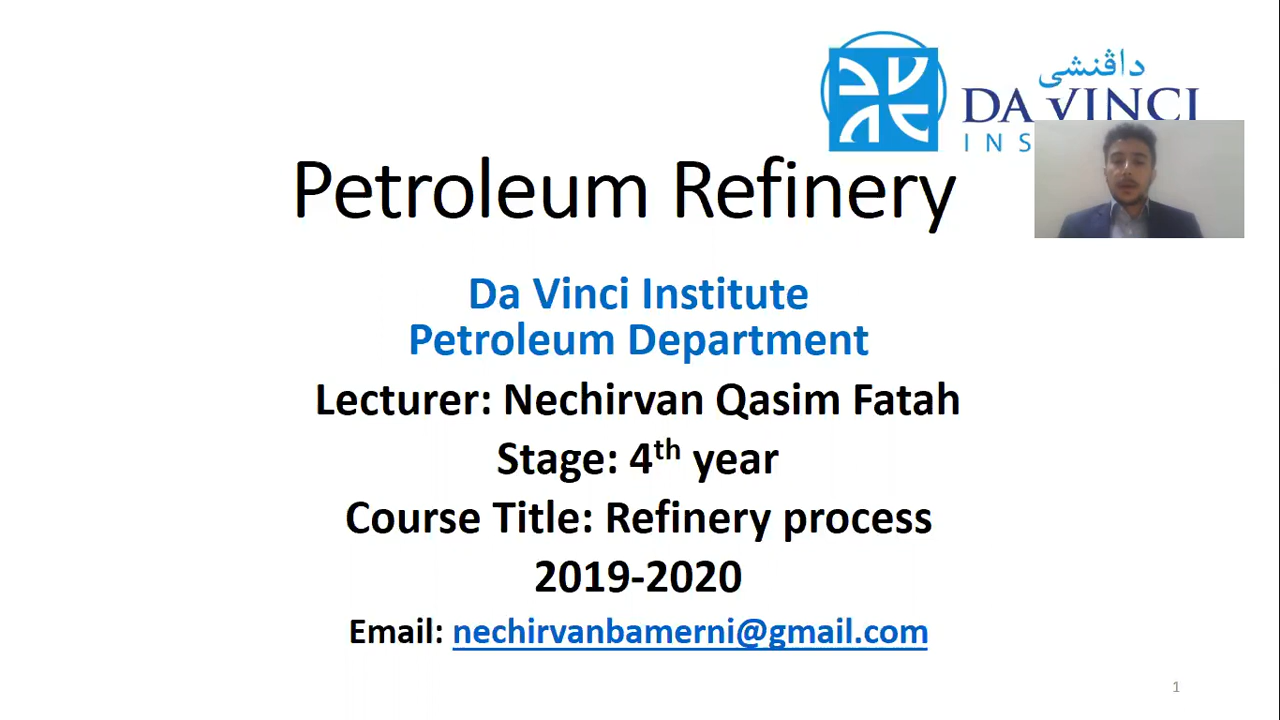 داڤنشی
DA VINCI
Petroleum Refinery
Da Vinci Institute
Petroleum Department
Lecturer: Nechirvan Qasim Fatah
Stage: 4th year
Course Title: Refinery process
2019-2020
Email: nechirvanbamerni@gmail.com
1